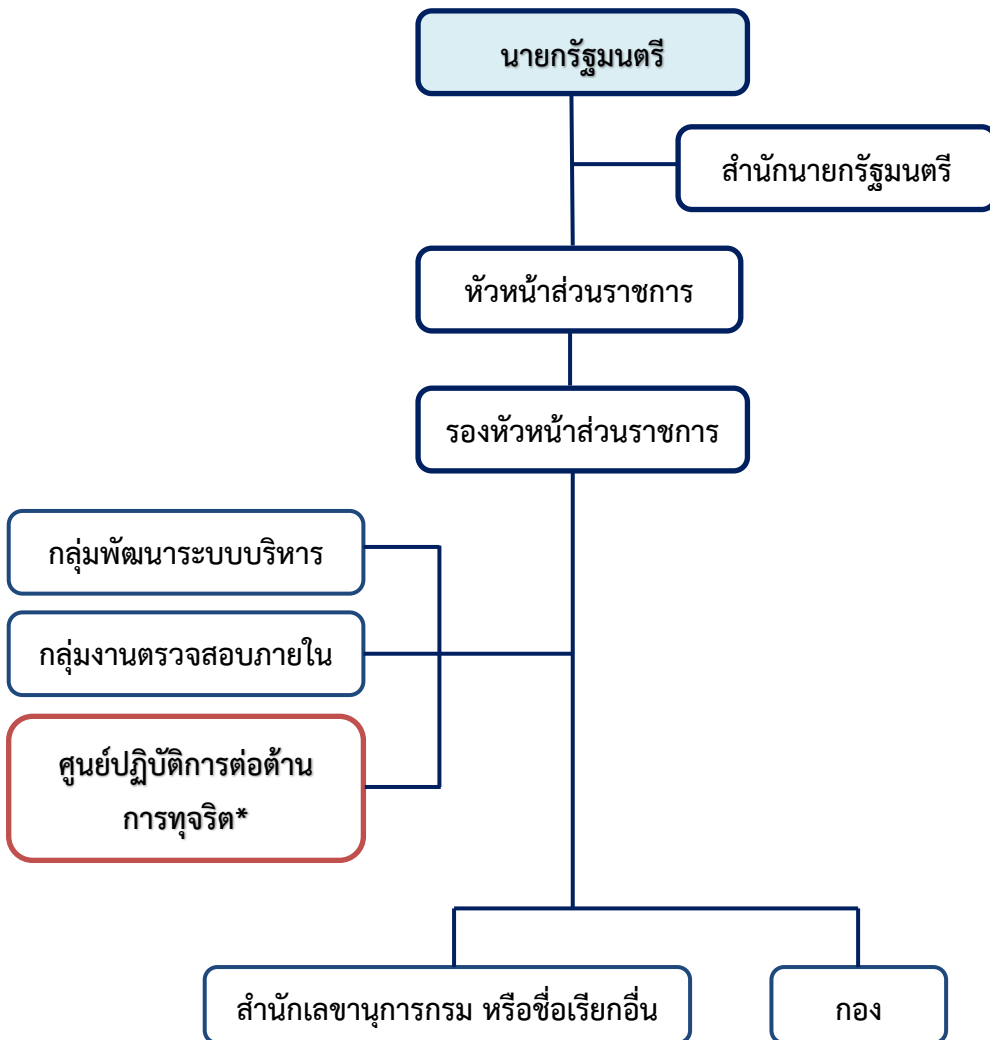 นายกรัฐมนตรี
สำนักนายกรัฐมนตรี
หัวหน้าส่วนราชการ
รองหัวหน้าส่วนราชการ
กลุ่มพัฒนาระบบบริหาร
กลุ่มงานตรวจสอบภายใน
ศูนย์ปฏิบัติการต่อต้าน
การทุจริต*
สำนักเลขานุการกรม หรือชื่อเรียกอื่น
กอง